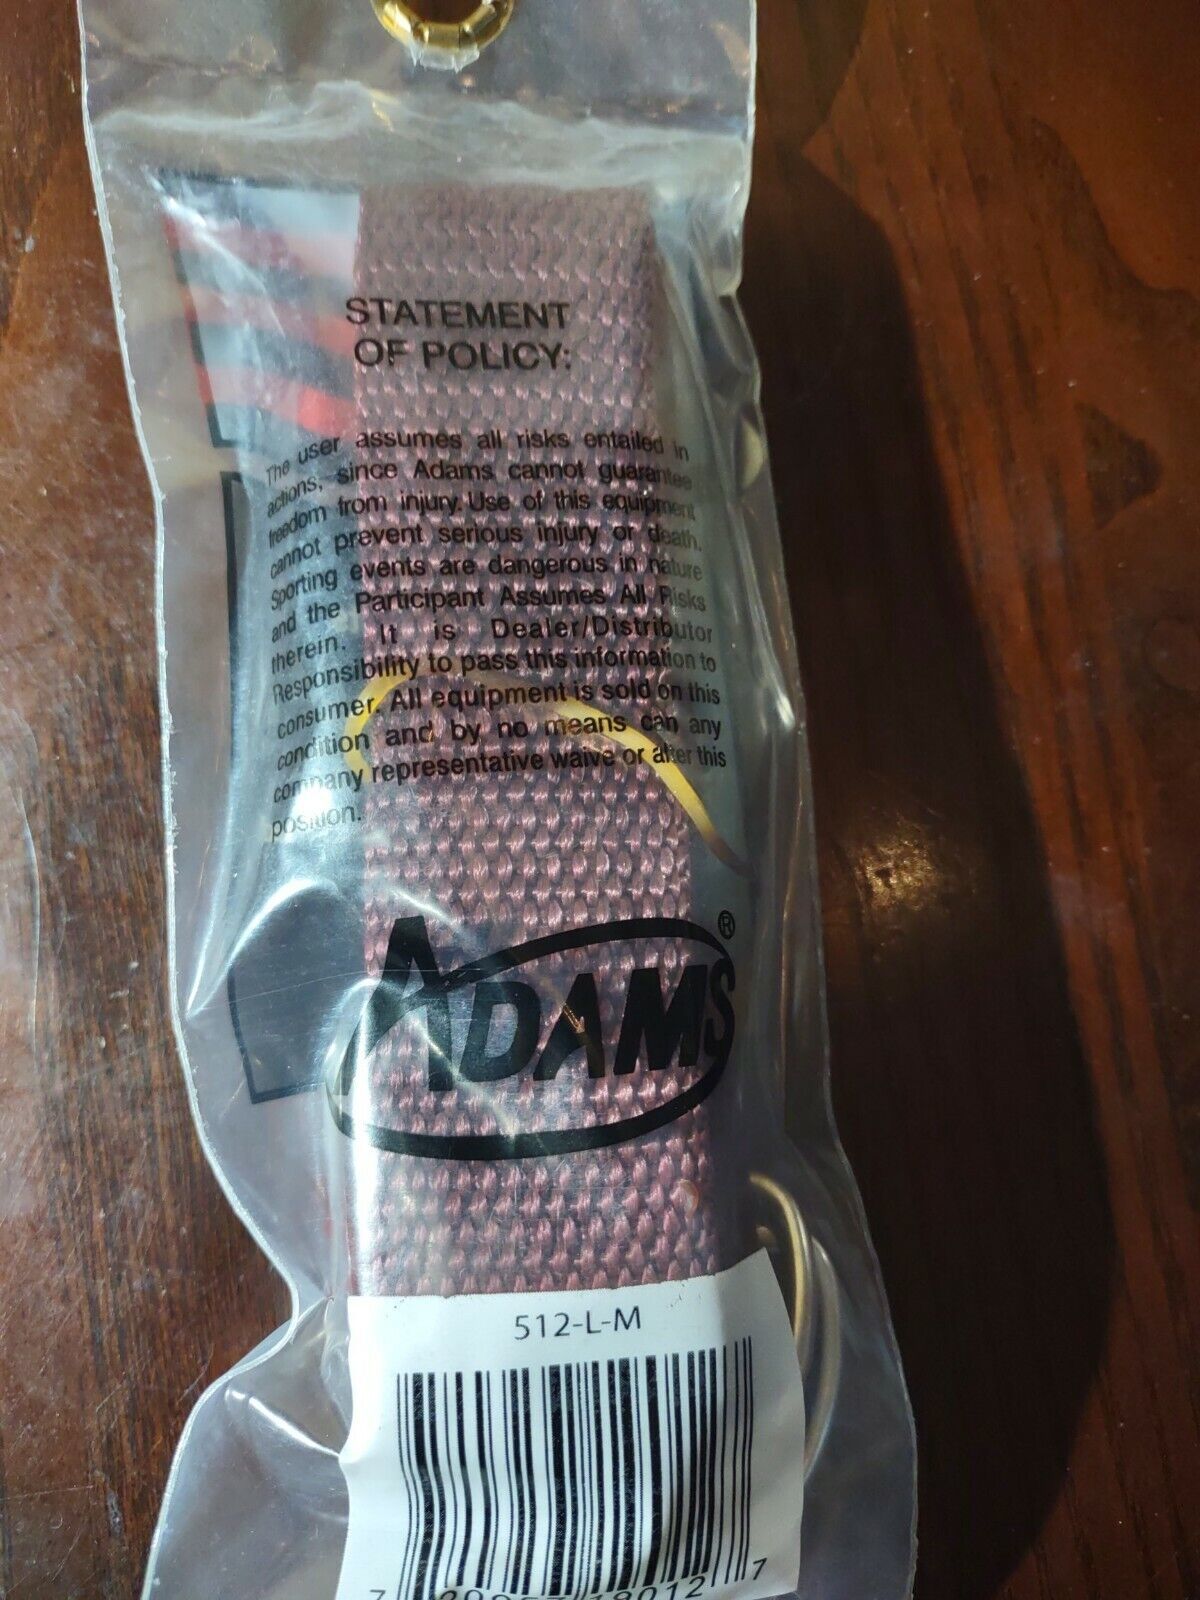 STATEMENT
OF POLICY:
The user assumes all risks entailed in
actions, since Adams cannot guarantee
freedom from injury. Use of this equipment
cannot prevent serious injury or death.
Sporting events are dangerous in nature
and the Participant Assumes All Risks
therein. It is Dealer/Distributor
Responsibility to pass this information to
consumer. All equipment is sold on this
condition and by no means can any
company representative waive or alter this
position.
ADAMS®
512-L-M
7 18012 7